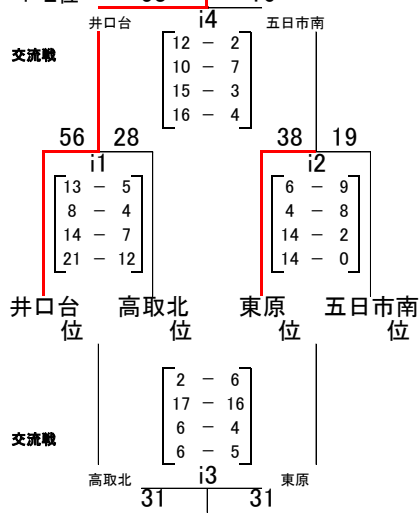 井口台 i4 五日市南
交流戦
12 － 2
10 － 7
15 － 3
16 － 4
56 28 38 19
i1 i2
13 － 5 6 － 9
8 － 4 4 － 8
14 － 7 14 － 2
21 － 12 14 － 0
井口台 高取北 東原 五日市南
位 位 位 位
2 － 6
17 － 16
6 － 4
6 － 5
交流戦
高取北 i3 東原
31 31